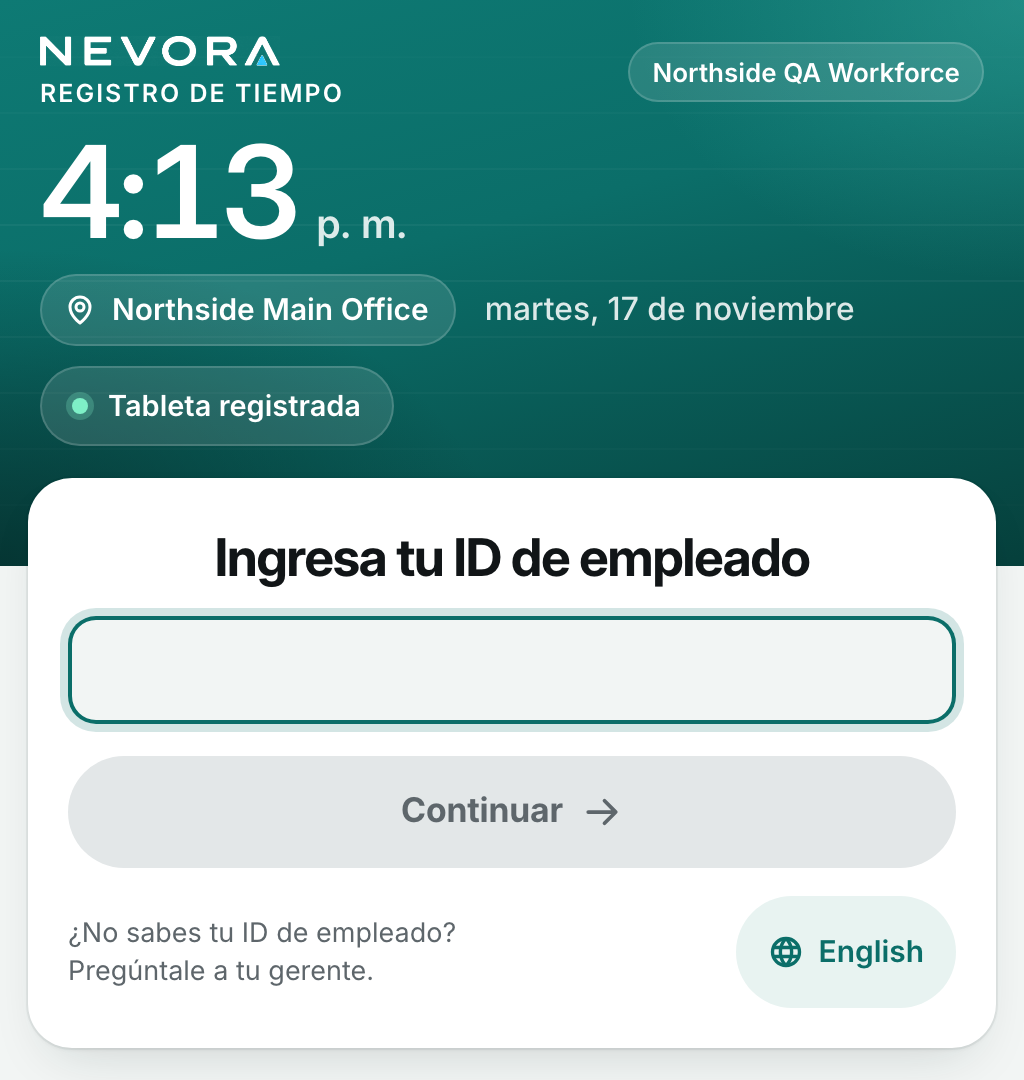 NEVORA
REGISTRO DE TIEMPO
Northside QA Workforce
4:13 p. m.
Northside Main Office
martes, 17 de noviembre
Tableta registrada
Ingresa tu ID de empleado
Continuar →
¿No sabes tu ID de empleado?
Pregúntale a tu gerente.
English